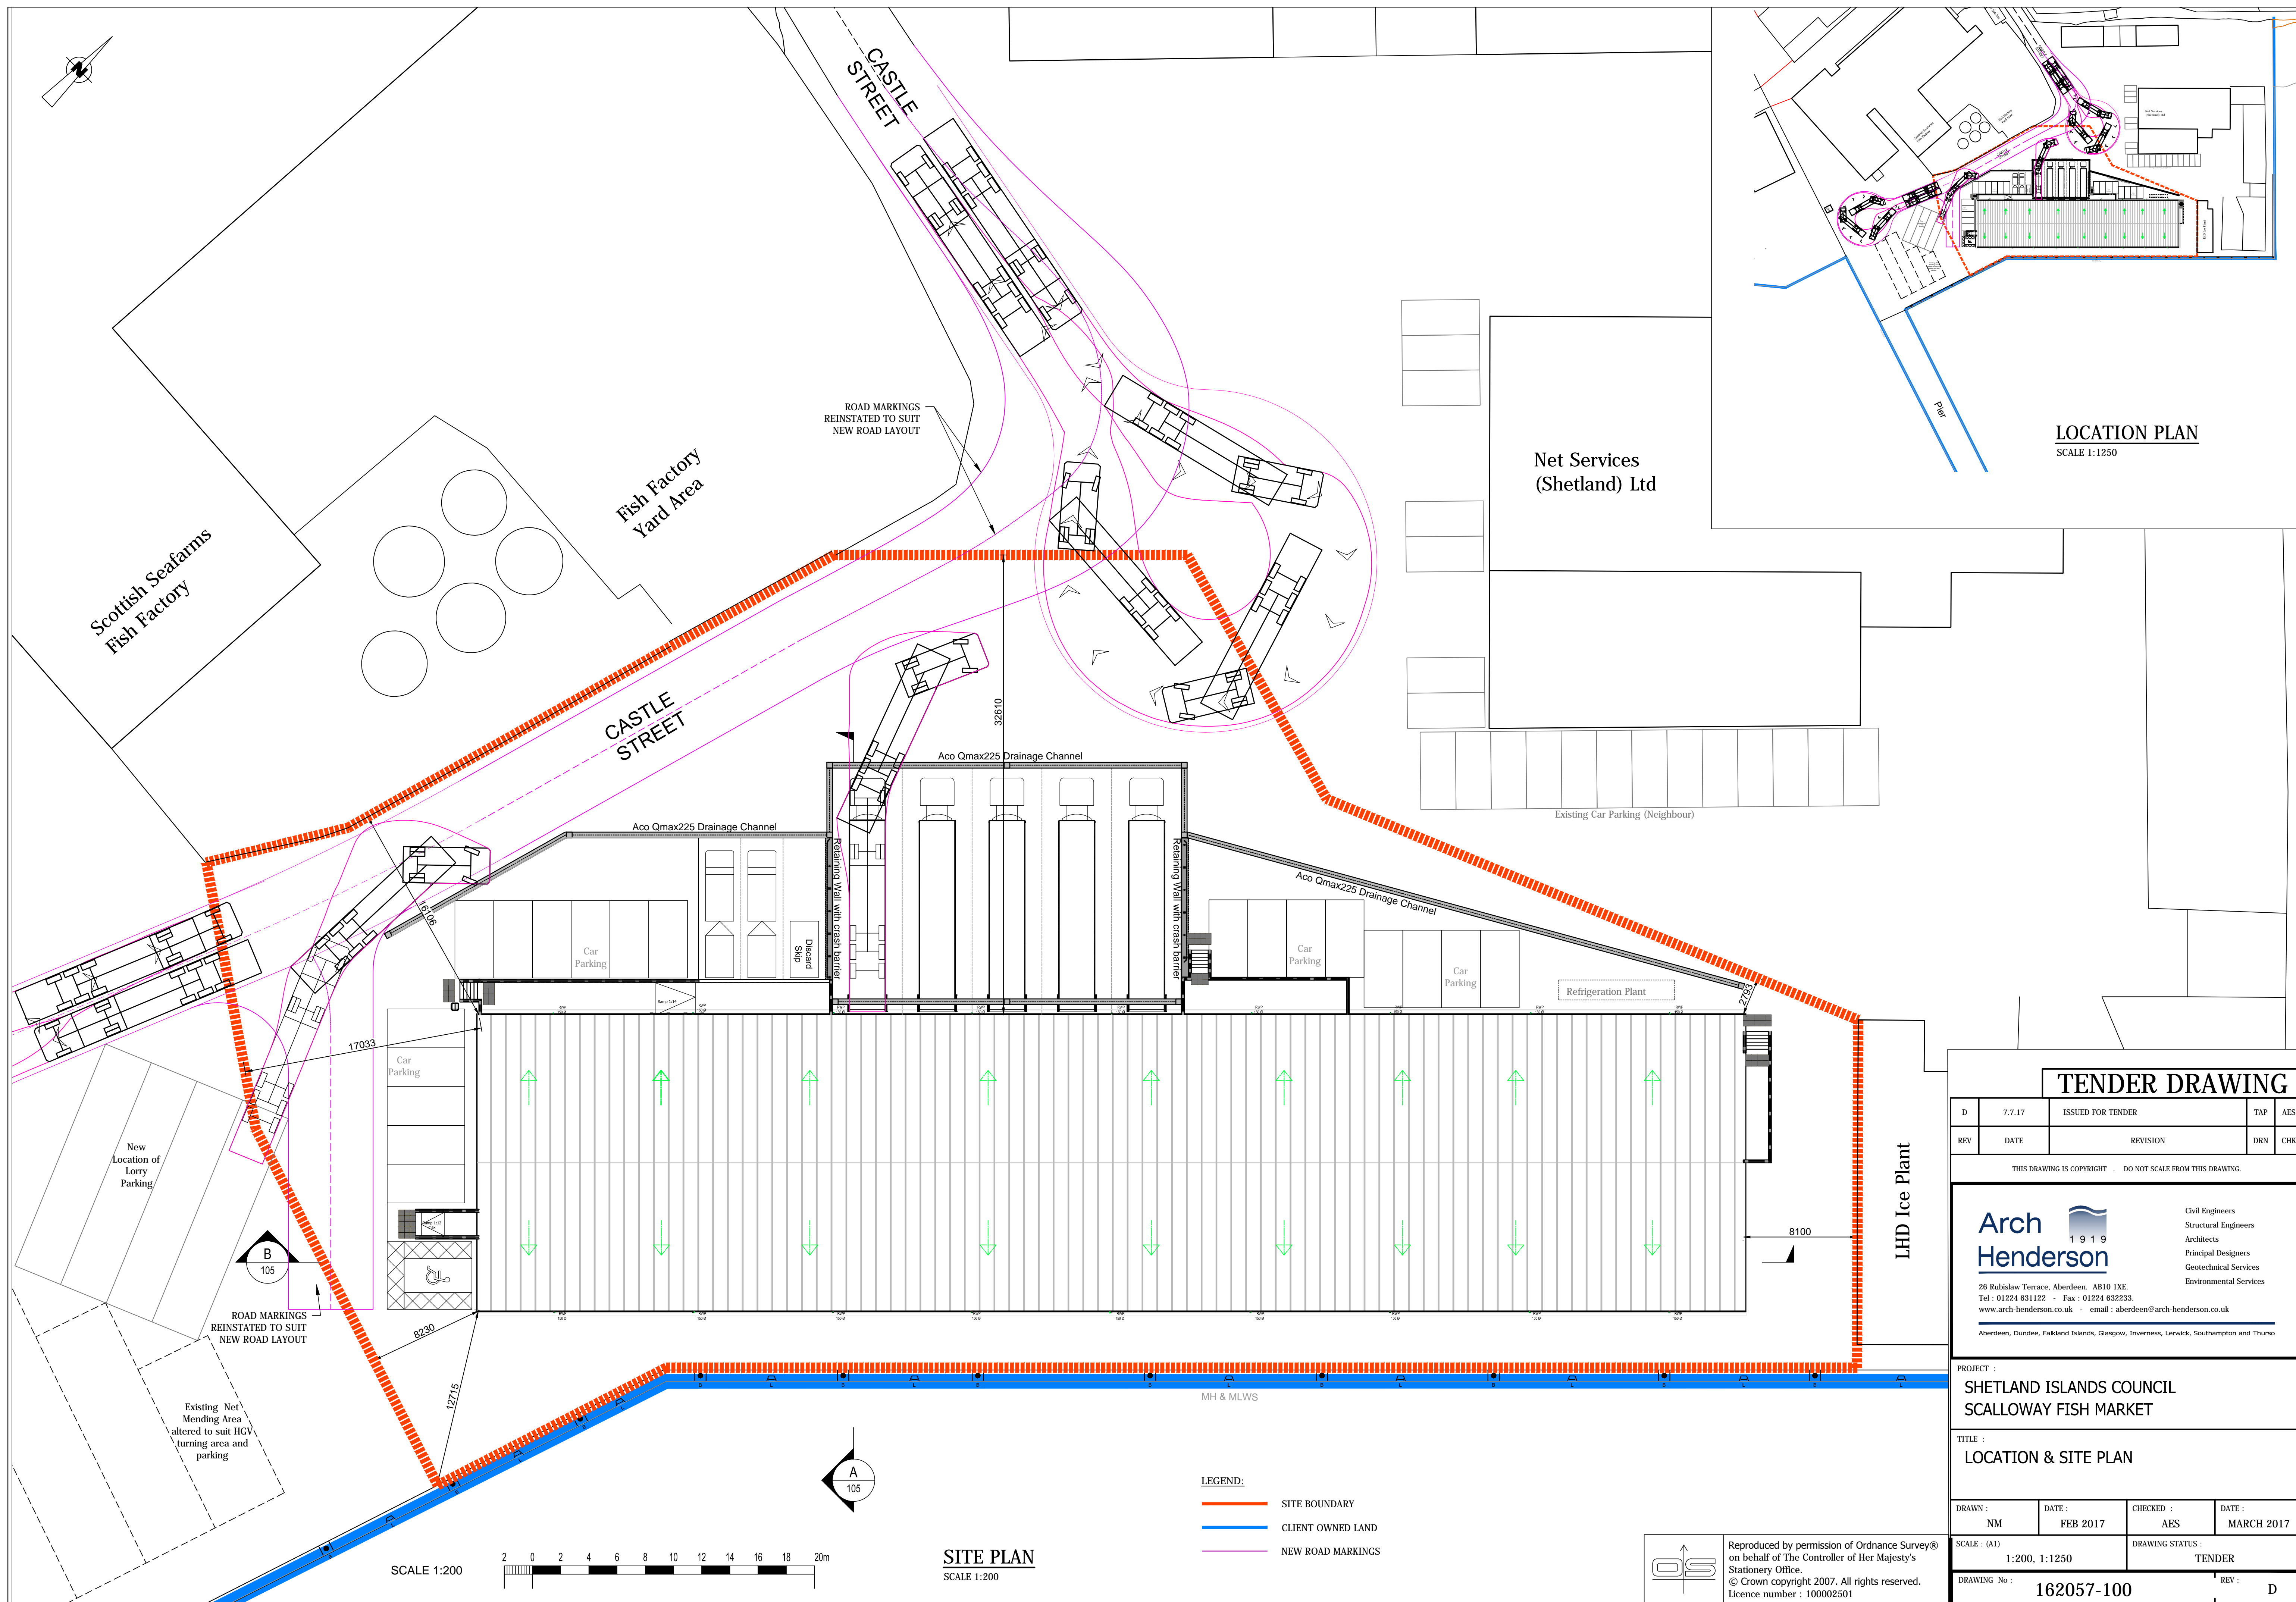 N
CASTLE
STREET
ROAD MARKINGS
REINSTATED TO SUIT
NEW ROAD LAYOUT
Fish Factory
Yard Area
Scottish Seafarms
Fish Factory
CASTLE
STREET
Net Services
(Shetland) Ltd
Pier
LOCATION PLAN
SCALE 1:1250
32610
Aco Qmax225 Drainage Channel
Aco Qmax225 Drainage Channel
Existing Car Parking (Neighbour)
Retaining Wall with crash barrier
Retaining Wall with crash barrier
Aco Qmax225 Drainage Channel
16106
Car
Parking
Discard
Skip
Car
Parking
Car
Parking
Refrigeration Plant
2793
Ramp 1:14
17033
Car
Parking
New
Location of
Lorry
Parking
Ramp 1:12
B
105
ROAD MARKINGS
REINSTATED TO SUIT
NEW ROAD LAYOUT
8230
12715
8100
LHD Ice Plant
Existing Net
Mending Area
altered to suit HGV
turning area and
parking
MH & MLWS
A
105
LEGEND:
SITE BOUNDARY
CLIENT OWNED LAND
NEW ROAD MARKINGS
SCALE 1:200
2 0 2 4 6 8 10 12 14 16 18 20m
SITE PLAN
SCALE 1:200
Reproduced by permission of Ordnance Survey®
on behalf of The Controller of Her Majesty's
Stationery Office.
© Crown copyright 2007. All rights reserved.
Licence number : 100002501
TENDER DRAWING
D 7.7.17 ISSUED FOR TENDER TAP AES
REV DATE REVISION DRN CHK
THIS DRAWING IS COPYRIGHT . DO NOT SCALE FROM THIS DRAWING.
Arch
1919
Henderson
Civil Engineers
Structural Engineers
Architects
Principal Designers
Geotechnical Services
Environmental Services
26 Rubislaw Terrace, Aberdeen. AB10 1XE.
Tel : 01224 631122 - Fax : 01224 632233.
www.arch-henderson.co.uk - email : aberdeen@arch-henderson.co.uk
Aberdeen, Dundee, Falkland Islands, Glasgow, Inverness, Lerwick, Southampton and Thurso
PROJECT :
SHETLAND ISLANDS COUNCIL
SCALLOWAY FISH MARKET
TITLE :
LOCATION & SITE PLAN
DRAWN : DATE : CHECKED : DATE :
NM FEB 2017 AES MARCH 2017
SCALE : (A1) DRAWING STATUS :
1:200, 1:1250 TENDER
DRAWING No : REV :
162057-100 D